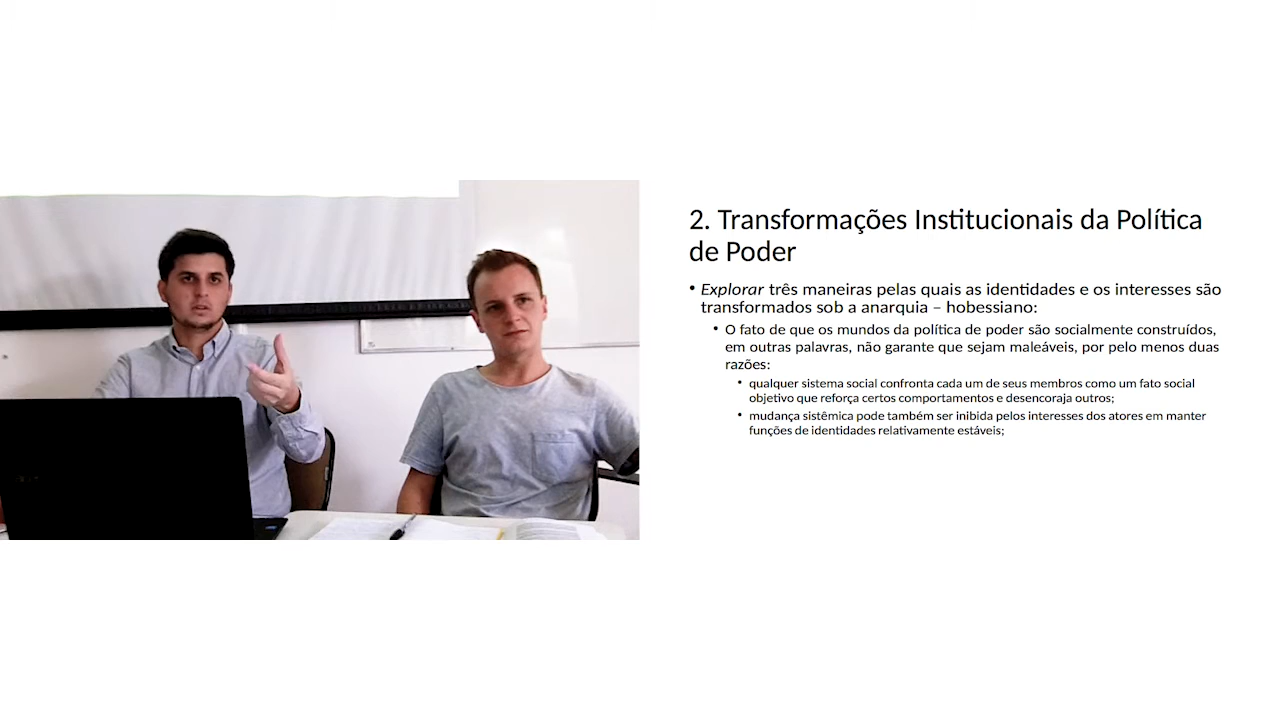 2. Transformações Institucionais da Política
de Poder
• Explorar três maneiras pelas quais as identidades e os interesses são
transformados sob a anarquia – hobessiano:
• O fato de que os mundos da política de poder são socialmente construídos,
em outras palavras, não garante que sejam maleáveis, por pelo menos duas
razões:
• qualquer sistema social confronta cada um de seus membros como um fato social
objetivo que reforça certos comportamentos e desencoraja outros;
• mudança sistêmica pode também ser inibida pelos interesses dos atores em manter
funções de identidades relativamente estáveis;